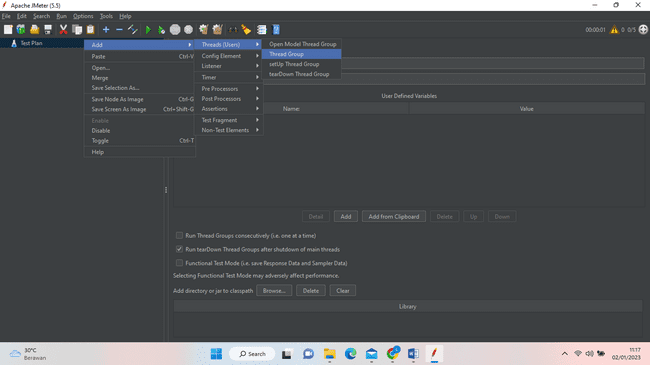 Apache JMeter (5.5)
File Edit Search Run Options Tools Help
00:00:01 0 0/5
Test Plan
Add
Paste Ctrl-V
Open...
Merge
Save Selection As...
Save Node As Image Ctrl-G
Save Screen As Image Ctrl+Shift-G
Enable
Disable
Toggle Ctrl-T
Help
Threads (Users)
Config Element
Listener
Timer
Pre Processors
Post Processors
Assertions
Test Fragment
Non-Test Elements
Open Model Thread Group
Thread Group
setUp Thread Group
tearDown Thread Group
User Defined Variables
Name: Value
Detail Add Add from Clipboard Delete Up Down
Run Thread Groups consecutively (i.e. one at a time)
Run tearDown Thread Groups after shutdown of main threads
Functional Test Mode (i.e. save Response Data and Sampler Data)
Selecting Functional Test Mode may adversely affect performance.
Add directory or jar to classpath Browse... Delete Clear
Library
30°C
Berawan
Search
11:17
02/01/2023